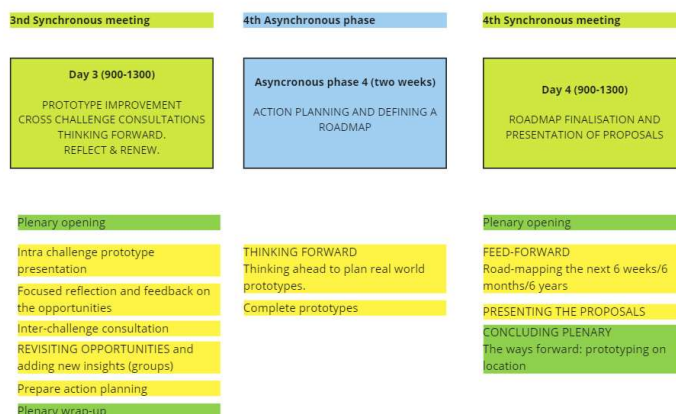 3nd Synchronous meeting
Day 3 (900-1300)
PROTOTYPE IMPROVEMENT
CROSS CHALLENGE CONSULTATIONS
THINKING FORWARD.
REFLECT & RENEW.
Plenary opening
Intra challenge prototype
presentation
Focused reflection and feedback on
the opportunities
Inter-challenge consultation
REVISITING OPPORTUNITIES and
adding new insights (groups)
Prepare action planning
Plenary wrap-up
4th Asynchronous phase
Asyncronous phase 4 (two weeks)
ACTION PLANNING AND DEFINING A
ROADMAP
THINKING FORWARD
Thinking ahead to plan real world
prototypes.
Complete prototypes
4th Synchronous meeting
Day 4 (900-1300)
ROADMAP FINALISATION AND
PRESENTATION OF PROPOSALS
Plenary opening
FEED-FORWARD
Road-mapping the next 6 weeks/6
months/6 years
PRESENTING THE PROPOSALS
CONCLUDING PLENARY
The ways forward: prototyping on
location